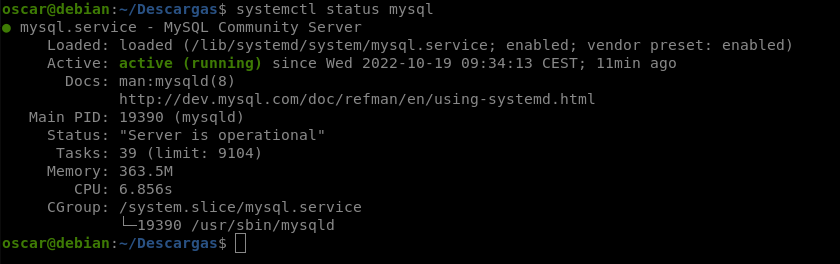 oscar@debian:~/Descargas$ systemctl status mysql
● mysql.service - MySQL Community Server
Loaded: loaded (/lib/systemd/system/mysql.service; enabled; vendor preset: enabled)
Active: active (running) since Wed 2022-10-19 09:34:13 CEST; 11min ago
Docs: man:mysqld(8)
http://dev.mysql.com/doc/refman/en/using-systemd.html
Main PID: 19390 (mysqld)
Status: "Server is operational"
Tasks: 39 (limit: 9104)
Memory: 363.5M
CPU: 6.856s
CGroup: /system.slice/mysql.service
└─19390 /usr/sbin/mysqld
oscar@debian:~/Descargas$